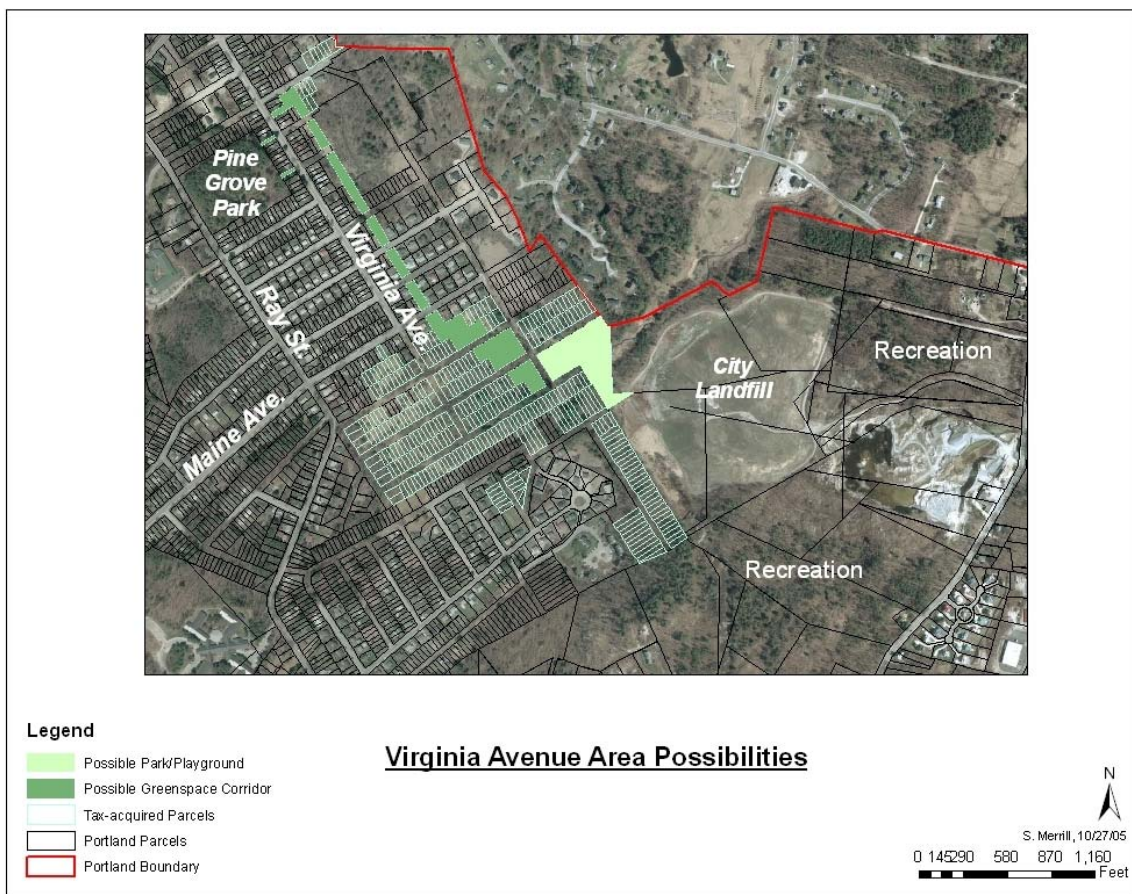 Pine
Grove
Park
Virginia Ave.
Ray St.
Maine Ave.
City
Landfill
Recreation
Recreation
Legend
Possible Park/Playground
Possible Greenspace Corridor
Tax-acquired Parcels
Portland Parcels
Portland Boundary
Virginia Avenue Area Possibilities
N
S. Merrill, 10/27/05
0 145290 580 870 1,160
Feet